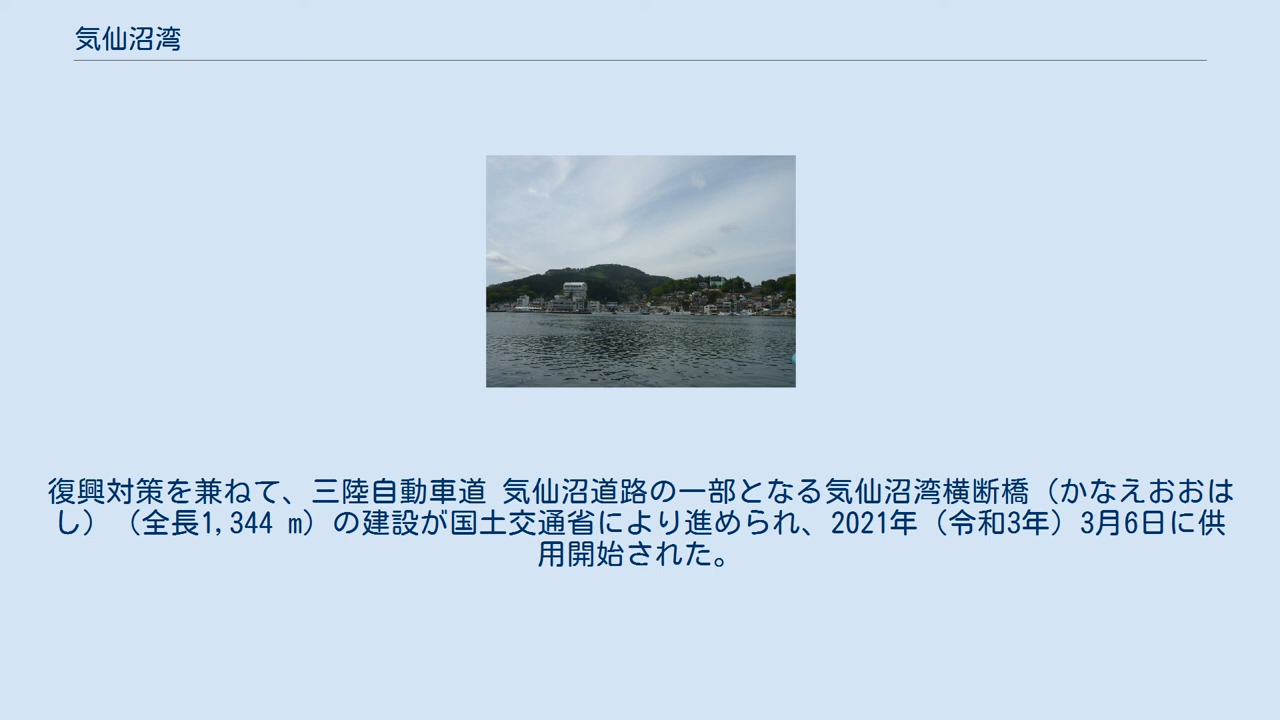 気仙沼湾
復興対策を兼ねて、三陸自動車道 気仙沼道路の一部となる気仙沼湾横断橋（かなえおおは
し）（全長1,344 m）の建設が国土交通省により進められ、2021年（令和3年）3月6日に供
用開始された。